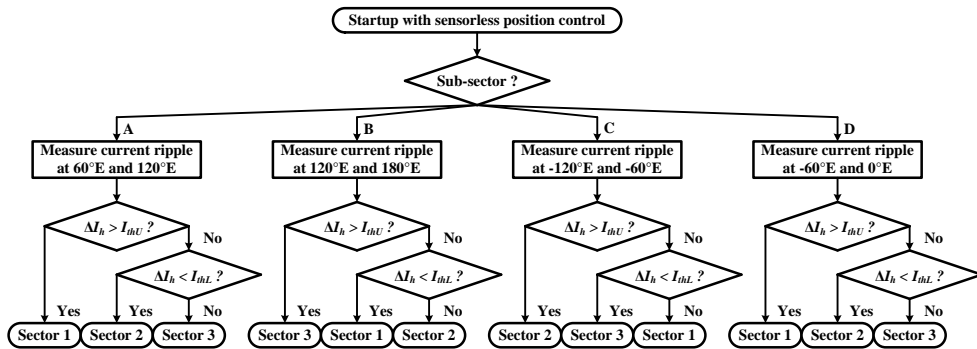 Startup with sensorless position control
Sub-sector ?
A
B
C
D
Measure current ripple
at 60°E and 120°E
Measure current ripple
at 120°E and 180°E
Measure current ripple
at -120°E and -60°E
Measure current ripple
at -60°E and 0°E
ΔIh > IthU ?
ΔIh > IthU ?
ΔIh > IthU ?
ΔIh > IthU ?
No
No
No
No
ΔIh < IthL ?
ΔIh < IthL ?
ΔIh < IthL ?
ΔIh < IthL ?
Yes
Yes
No
Yes
Yes
No
Yes
Yes
No
Yes
Yes
No
Sector 1
Sector 2
Sector 3
Sector 3
Sector 1
Sector 2
Sector 2
Sector 3
Sector 1
Sector 1
Sector 2
Sector 3